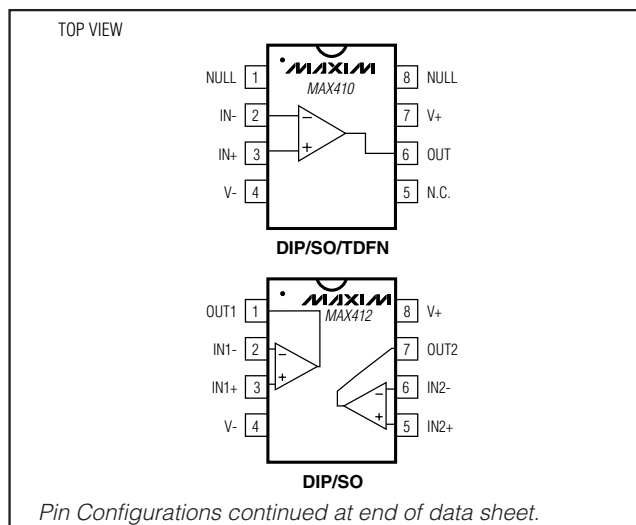 TOP VIEW
MAXIM
MAX410
NULL 1
IN- 2
IN+ 3
V- 4
8 NULL
7 V+
6 OUT
5 N.C.
− +
DIP/SO/TDFN
MAXIM
MAX412
OUT1 1
IN1- 2
IN1+ 3
V- 4
8 V+
7 OUT2
6 IN2-
5 IN2+
− +
− +
DIP/SO
Pin Configurations continued at end of data sheet.